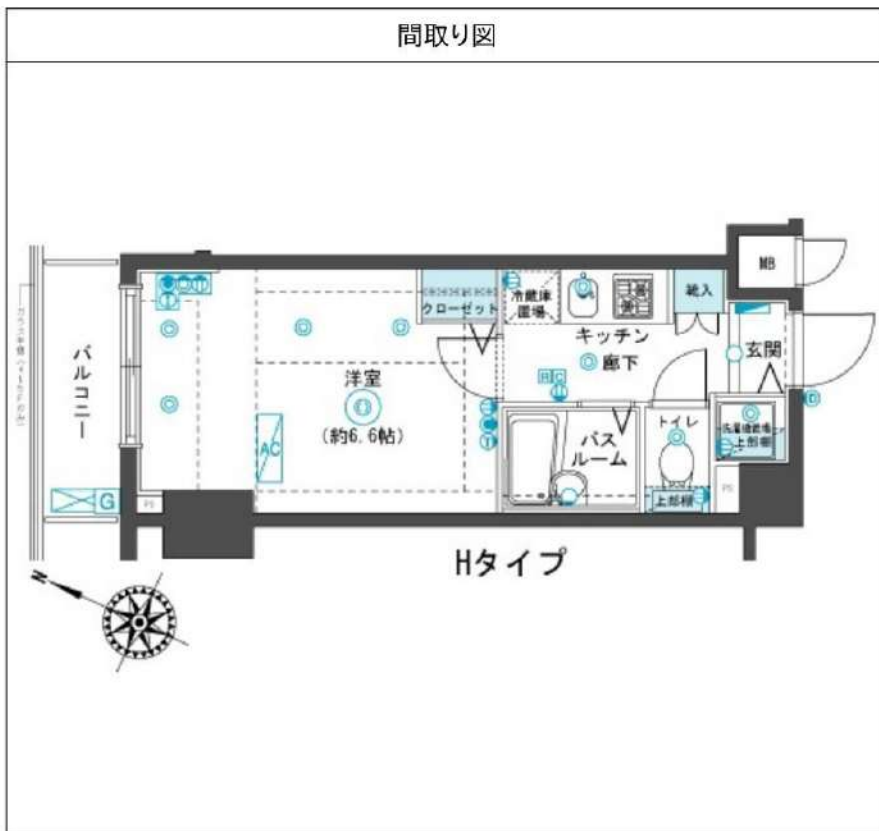 間取り図
MB
クローゼット
冷蔵庫
置場
物入
キッチン
廊下
玄関
バルコニー
洋室
(約6.6帖)
AC
トイレ
バス
ルーム
洗濯機置場
上部棚
上部棚
PS
PS
G
Hタイプ
N